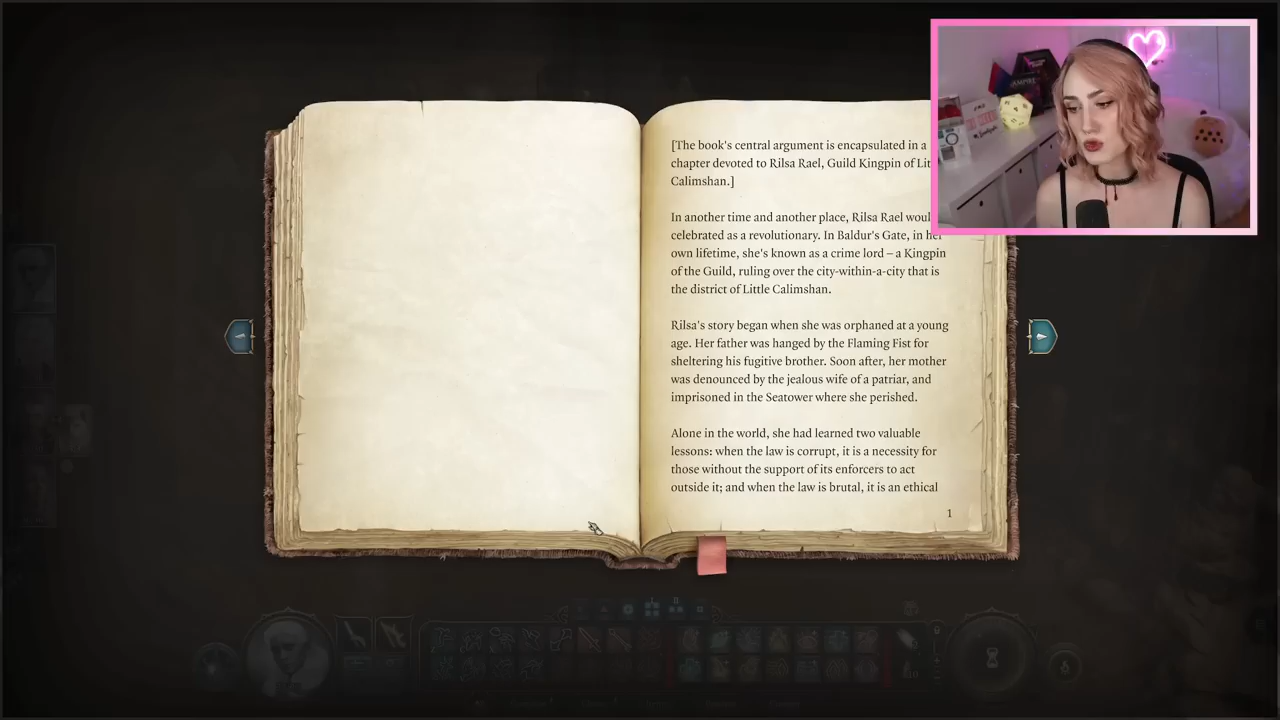 [The book's central argument is encapsulated in a
chapter devoted to Rilsa Rael, Guild Kingpin of
Calimshan.]
In another time and another place, Rilsa Rael
celebrated as a revolutionary. In Baldur's Gate, in her
own lifetime, she's known as a crime lord – a Kingpin
of the Guild, ruling over the city-within-a-city that is
the district of Little Calimshan.
Rilsa's story began when she was orphaned at a young
age. Her father was hanged by the Flaming Fist for
sheltering his fugitive brother. Soon after, her mother
was denounced by the jealous wife of a patriar, and
imprisoned in the Seatower where she perished.
Alone in the world, she had learned two valuable
lessons: when the law is corrupt, it is a necessity for
those without the support of its enforcers to act
outside it; and when the law is brutal, it is an ethical
1